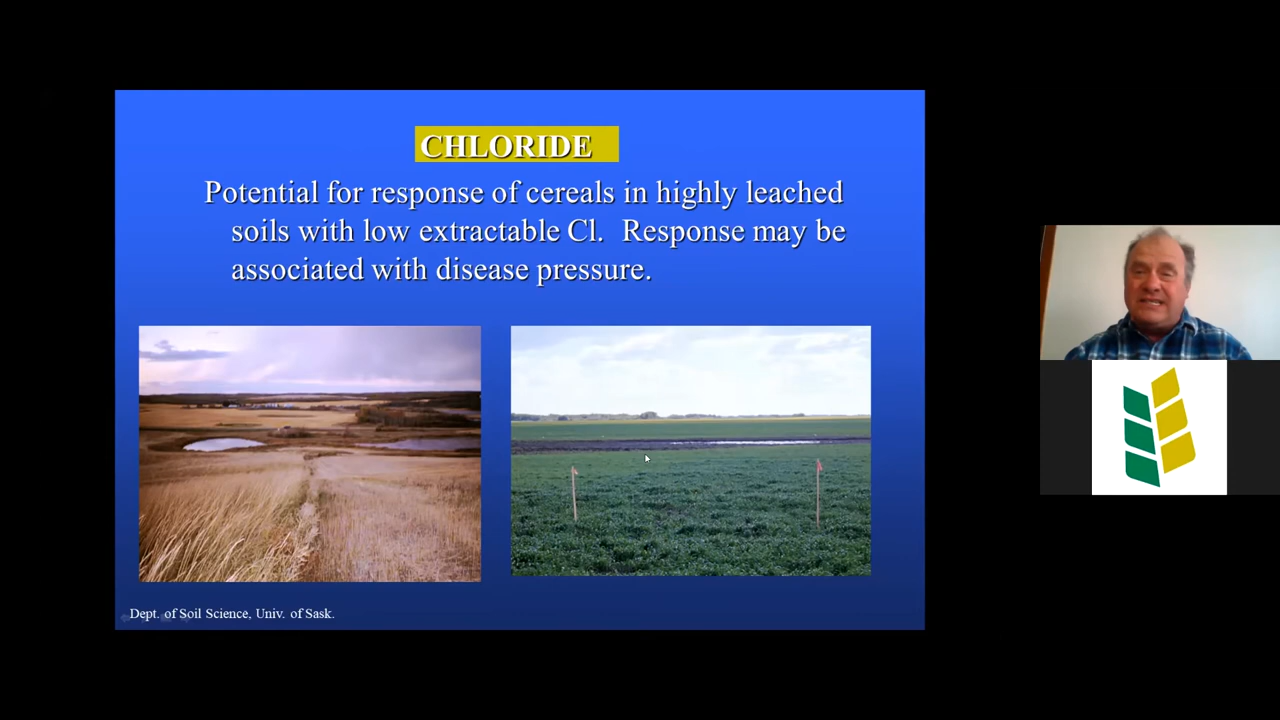 CHLORIDE
Potential for response of cereals in highly leached
soils with low extractable Cl. Response may be
associated with disease pressure.
Dept. of Soil Science, Univ. of Sask.